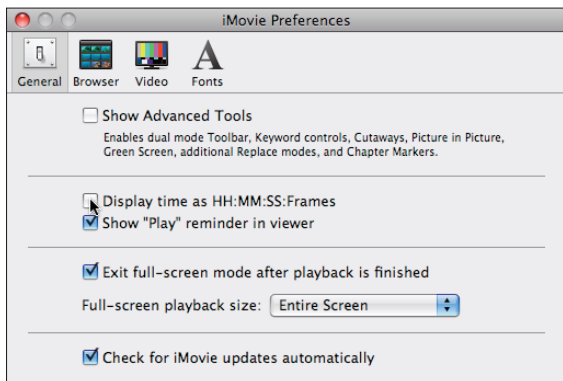 iMovie Preferences
General Browser Video Fonts
Show Advanced Tools
Enables dual mode Toolbar, Keyword controls, Cutaways, Picture in Picture,
Green Screen, additional Replace modes, and Chapter Markers.
Display time as HH:MM:SS:Frames
Show "Play" reminder in viewer
Exit full-screen mode after playback is finished
Full-screen playback size: Entire Screen
Check for iMovie updates automatically